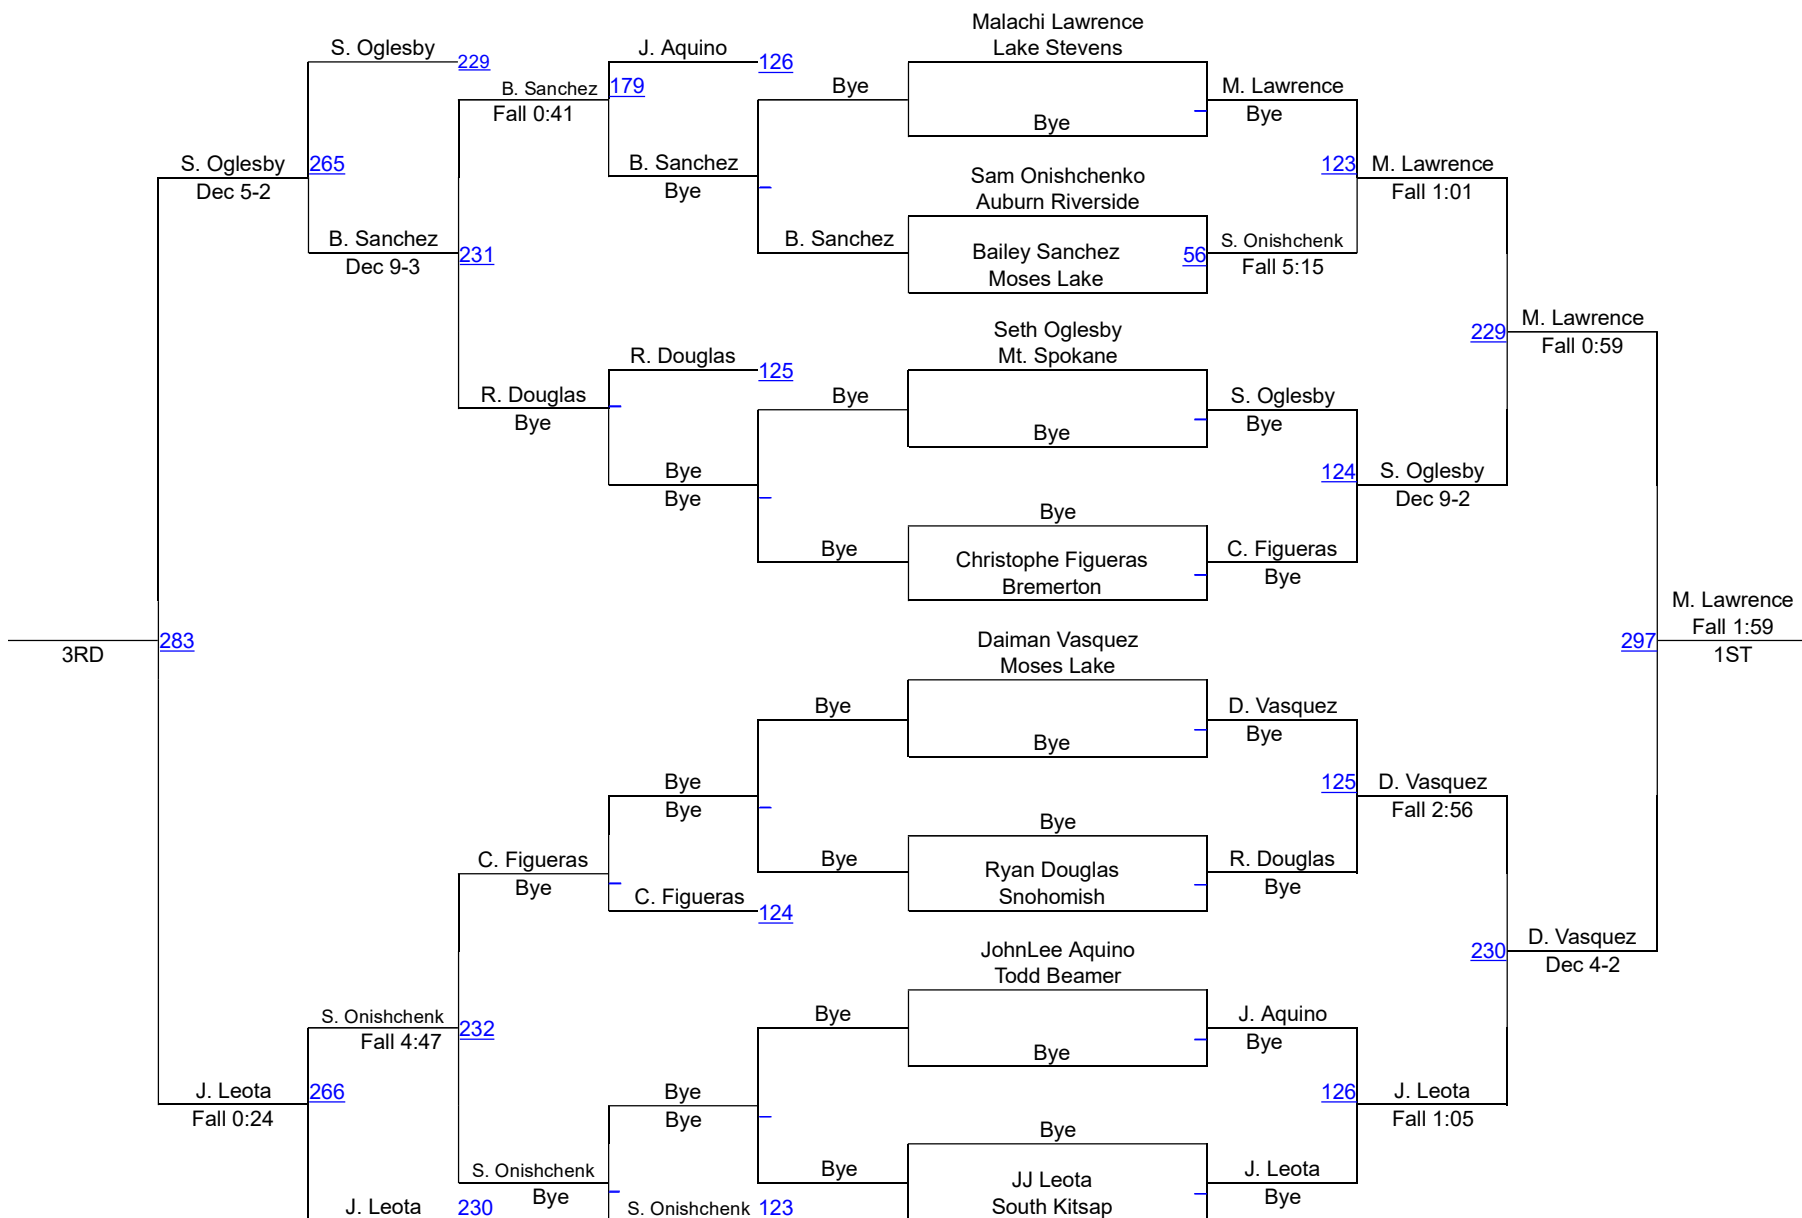 Malachi Lawrence
S. Oglesby
J. Aquino
Lake Stevens
229
126
B. Sanchez
179
Bye
M. Lawrence
Fall 0:41
Bye
Bye
S. Oglesby
265
B. Sanchez
123
M. Lawrence
Dec 5-2
Bye
Sam Onishchenko
Fall 1:01
Auburn Riverside
B. Sanchez
B. Sanchez
Bailey Sanchez
56
S. Onishchenk
Dec 9-3
231
Moses Lake
Fall 5:15
Seth Oglesby
229
M. Lawrence
R. Douglas
Mt. Spokane
Fall 0:59
125
R. Douglas
Bye
S. Oglesby
Bye
Bye
Bye
Bye
124
S. Oglesby
Bye
Dec 9-2
Bye
Bye
Christophe Figueras
C. Figueras
Bremerton
Bye
M. Lawrence
Fall 1:59
3RD
283
Daiman Vasquez
297
1ST
Moses Lake
Bye
D. Vasquez
Bye
Bye
Bye
125
D. Vasquez
Bye
Fall 2:56
Bye
C. Figueras
Bye
Ryan Douglas
R. Douglas
Bye
Snohomish
Bye
C. Figueras
124
JohnLee Aquino
230
D. Vasquez
Todd Beamer
Dec 4-2
S. Onishchenk
232
Bye
J. Aquino
Fall 4:47
Bye
Bye
J. Leota
266
Bye
126
J. Leota
Fall 0:24
Bye
Fall 1:05
Bye
S. Onishchenk
Bye
JJ Leota
J. Leota
Bye
South Kitsap
Bye
J. Leota
230
S. Onishchenk
123